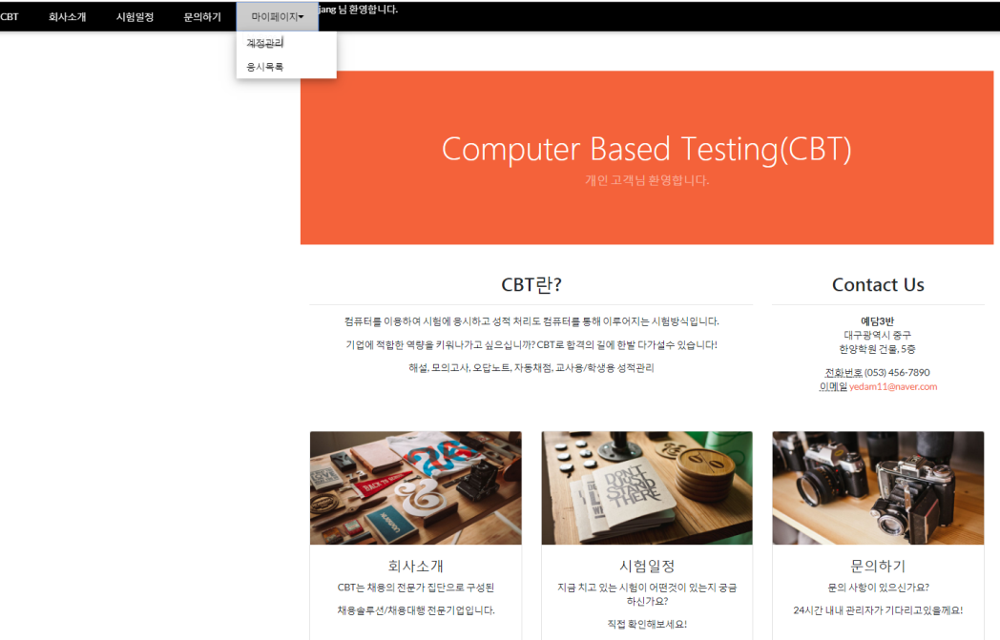 CBT 회사소개 시험일정 문의하기 마이페이지 jang 님 환영합니다.
계정관리
응시목록
Computer Based Testing(CBT)
개인 고객님 환영합니다.
CBT란?
컴퓨터를 이용하여 시험에 응시하고 성적 처리도 컴퓨터를 통해 이루어지는 시험방식입니다.
기업에 적합한 역량을 키워나가고 싶으십니까? CBT로 합격의 길에 한발 다가설수 있습니다!
해설, 모의고사, 오답노트, 자동채점, 교사용/학생용 성적관리
Contact Us
예담3반
대구광역시 중구
한양학원 건물, 5층
전화번호 (053) 456-7890
이메일 yedam11@naver.com
BACK TO
DON'T
STAND
THERE
회사소개
CBT는 채용의 전문가 집단으로 구성된
채용솔루션/채용대행 전문기업입니다.
시험일정
지금 치고 있는 시험이 어떤것이 있는지 궁금
하신가요?
직접 확인해보세요!
문의하기
문의 사항이 있으신가요?
24시간 내내 관리자가 기다리고있을께요!